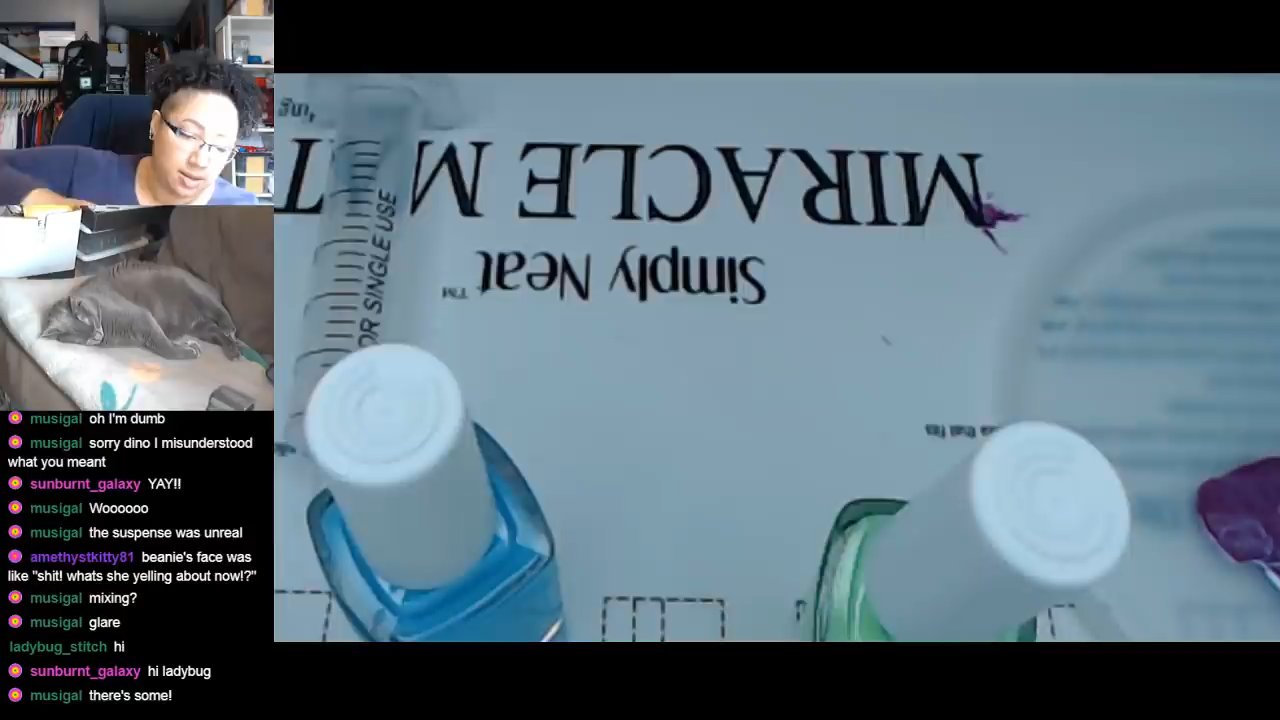 MIRACLE M T
Simply Neat™
OR SINGLE USE
musigal oh I'm dumb
musigal sorry dino I misunderstood
what you meant
sunburnt_galaxy YAY!!
musigal Woooooo
musigal the suspense was unreal
amethystkitty81 beanie's face was
like "shit! whats she yelling about now!?"
musigal mixing?
musigal glare
ladybug_stitch hi
sunburnt_galaxy hi ladybug
musigal there's some!